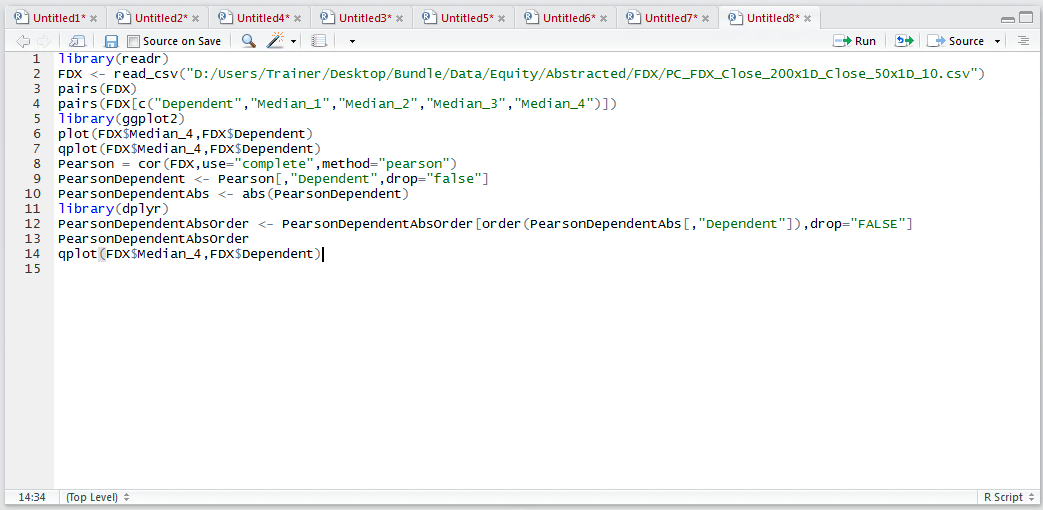 Untitled1* Untitled2* Untitled4* Untitled3* Untitled5* Untitled6* Untitled7* Untitled8*
Source on Save Run Source
1 library(readr)
2 FDX <- read_csv("D:/Users/Trainer/Desktop/Bundle/Data/Equity/Abstracted/FDX/PC_FDX_Close_200x1D_Close_50x1D_10.csv")
3 pairs(FDX)
4 pairs(FDX[c("Dependent","Median_1","Median_2","Median_3","Median_4")])
5 library(ggplot2)
6 plot(FDX$Median_4,FDX$Dependent)
7 qplot(FDX$Median_4,FDX$Dependent)
8 Pearson = cor(FDX,use="complete",method="pearson")
9 PearsonDependent <- Pearson[,"Dependent",drop="false"]
10 PearsonDependentAbs <- abs(PearsonDependent)
11 library(dplyr)
12 PearsonDependentAbsOrder <- PearsonDependentAbsOrder[order(PearsonDependentAbs[,"Dependent"]),drop="FALSE"]
13 PearsonDependentAbsOrder
14 qplot(FDX$Median_4,FDX$Dependent)
15
14:34 (Top Level) R Script